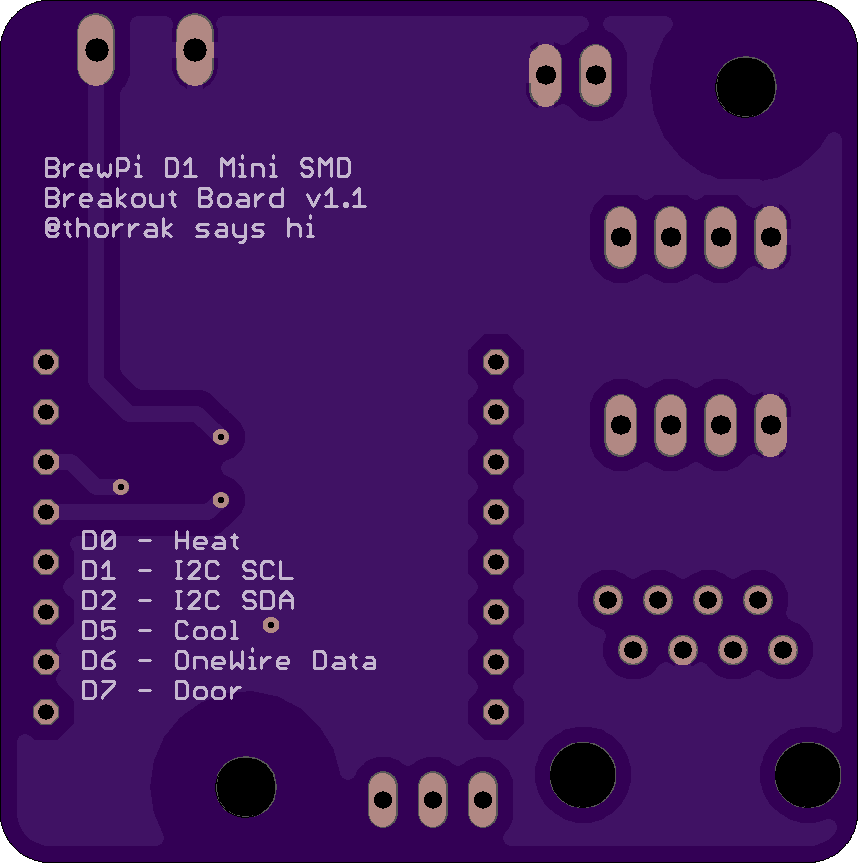 BrewPi D1 Mini SMD
Breakout Board v1.1
@thorrak says hi
D0 - Heat
D1 - I2C SCL
D2 - I2C SDA
D5 - Cool
D6 - OneWire Data
D7 - Door